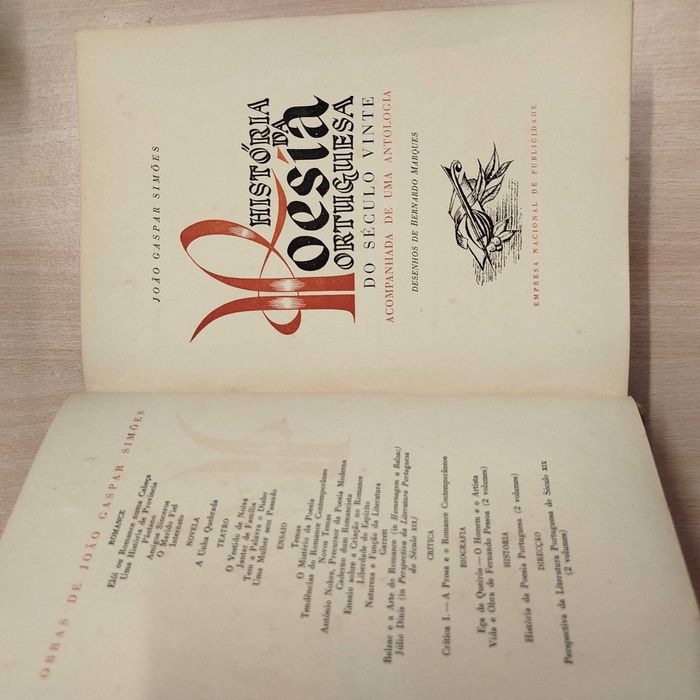 OBRAS DE JOÃO GASPAR SIMÕES
ROMANCE
Elói ou Romance numa Cabeça
Uma História de Província
Pântano
Amigos Sinceros
O Marido Fiel
Internato
NOVELA
A Unha Quebrada
TEATRO
O Vestido de Noiva
Jantar de Família
Tem a Palavra o Diabo
Uma Mulher sem Passado
ENSAIO
Temas
O Mistério da Poesia
Tendências do Romance Contemporâneo
Novos Temas
António Nobre, Precursor da Poesia Moderna
Caderno dum Romancista
Ensaio sobre a Criação no Romance
Liberdade do Espírito
Natureza e Função da Literatura
Garrett
Balzac e a Arte do Romance (in Homenagem a Balzac)
Júlio Dinis (in Perspectiva da Literatura Portuguesa
do Século XIX)
CRITICA
Crítica I. — A Prosa e o Romance Contemporâneos
BIOGRAFIA
Eça de Queirós — O Homem e o Artista
Vida e Obra de Fernando Pessoa (2 volumes)
HISTORIA
História da Poesia Portuguesa (2 volumes)
DIRECÇÃO
Perspectiva da Literatura Portuguesa do Século XIX
(2 volumes)
JOÃO GASPAR SIMÕES
HISTÓRIA
DA
Poesia
PORTUGUESA
DO SÉCULO VINTE
ACOMPANHADA DE UMA ANTOLOGIA
DESENHOS DE BERNARDO MARQUES
EMPRESA NACIONAL DE PUBLICIDADE